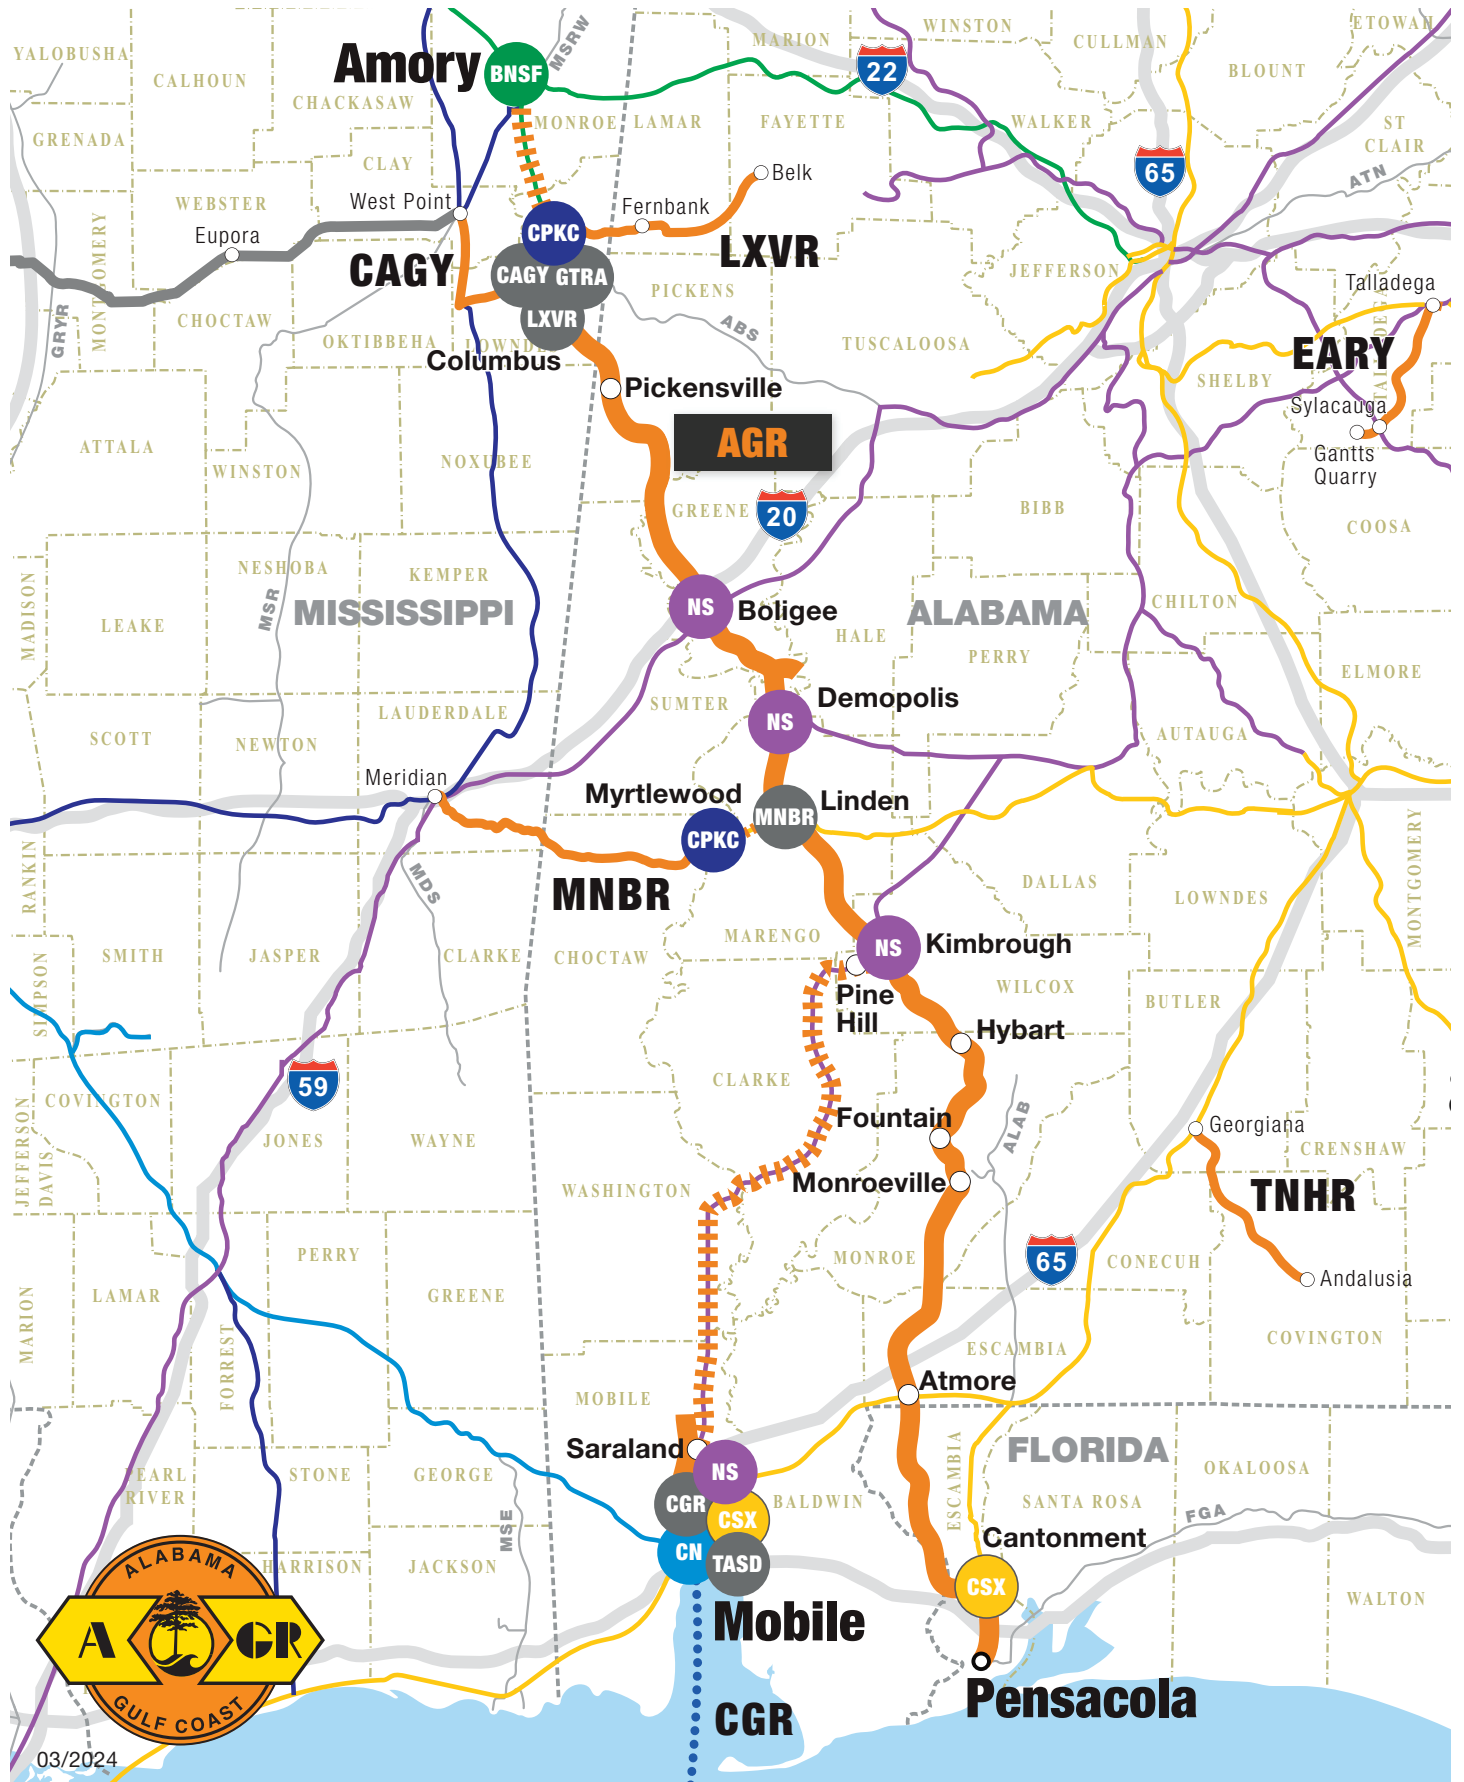 YALOBUSHA
CALHOUN
CHACKASAW
Amory
BNSF
MSRW
MARION
WINSTON
CULLMAN
ETOWAH
22
BLOUNT
GRENADA
MONROE
LAMAR
FAYETTE
WALKER
ST
CLAIR
CLAY
65
ATN
WEBSTER
West Point
Belk
Fernbank
MONTGOMERY
Eupora
CPKC
LXVR
CAGY
CAGY
GTRA
JEFFERSON
Talladega
PICKENS
LXVR
GRYR
CHOCTAW
OKTIBBEHA
ABS
TUSCALOOSA
EARY
Columbus
Pickensville
SHELBY
Sylacauga
AGR
ATTALA
WINSTON
NOXUBEE
Gantts
Quarry
GREENE
20
BIBB
COOSA
NESHOBA
KEMPER
MADISON
MSR
MISSISSIPPI
NS
Boligee
ALABAMA
CHILTON
LEAKE
HALE
PERRY
ELMORE
SUMTER
Demopolis
NS
LAUDERDALE
SCOTT
NEWTON
AUTAUGA
Meridian
Myrtlewood
Linden
MNBR
CPKC
MONTGOMERY
RANKIN
MDS
MNBR
DALLAS
LOWNDES
MARENGO
NS
Kimbrough
SMITH
JASPER
CLARKE
CHOCTAW
SIMPSON
Pine
Hill
WILCOX
BUTLER
Hybart
CLARKE
59
COVINGTON
JEFFERSON
DAVIS
ALAB
Fountain
Georgiana
JONES
WAYNE
CRENSHAW
WASHINGTON
Monroeville
TNHR
PERRY
MONROE
65
CONECUH
Andalusia
MARION
LAMAR
GREENE
FORREST
COVINGTON
ESCAMBIA
Atmore
MOBILE
Saraland
NS
FLORIDA
ESCAMBIA
PEARL
RIVER
STONE
GEORGE
OKALOOSA
CGR
CSX
BALDWIN
SANTA ROSA
FGA
MSE
Cantonment
CN
TASD
HARRISON
JACKSON
CSX
WALTON
ALABAMA
A GR
GULF COAST
Mobile
Pensacola
CGR
03/2024